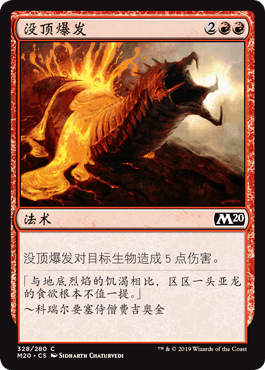 没顶爆发 2
法术 M20
没顶爆发对目标生物造成5点伤害。
「与地底烈焰的饥渴相比，区区一头亚龙
的食欲根本不值一提。」
～科瑞尔要塞侍僧费吉奥金
328/280 C
M20 • CS SIDHARTH CHATURVEDI ™ & © 2019 Wizards of the Coast